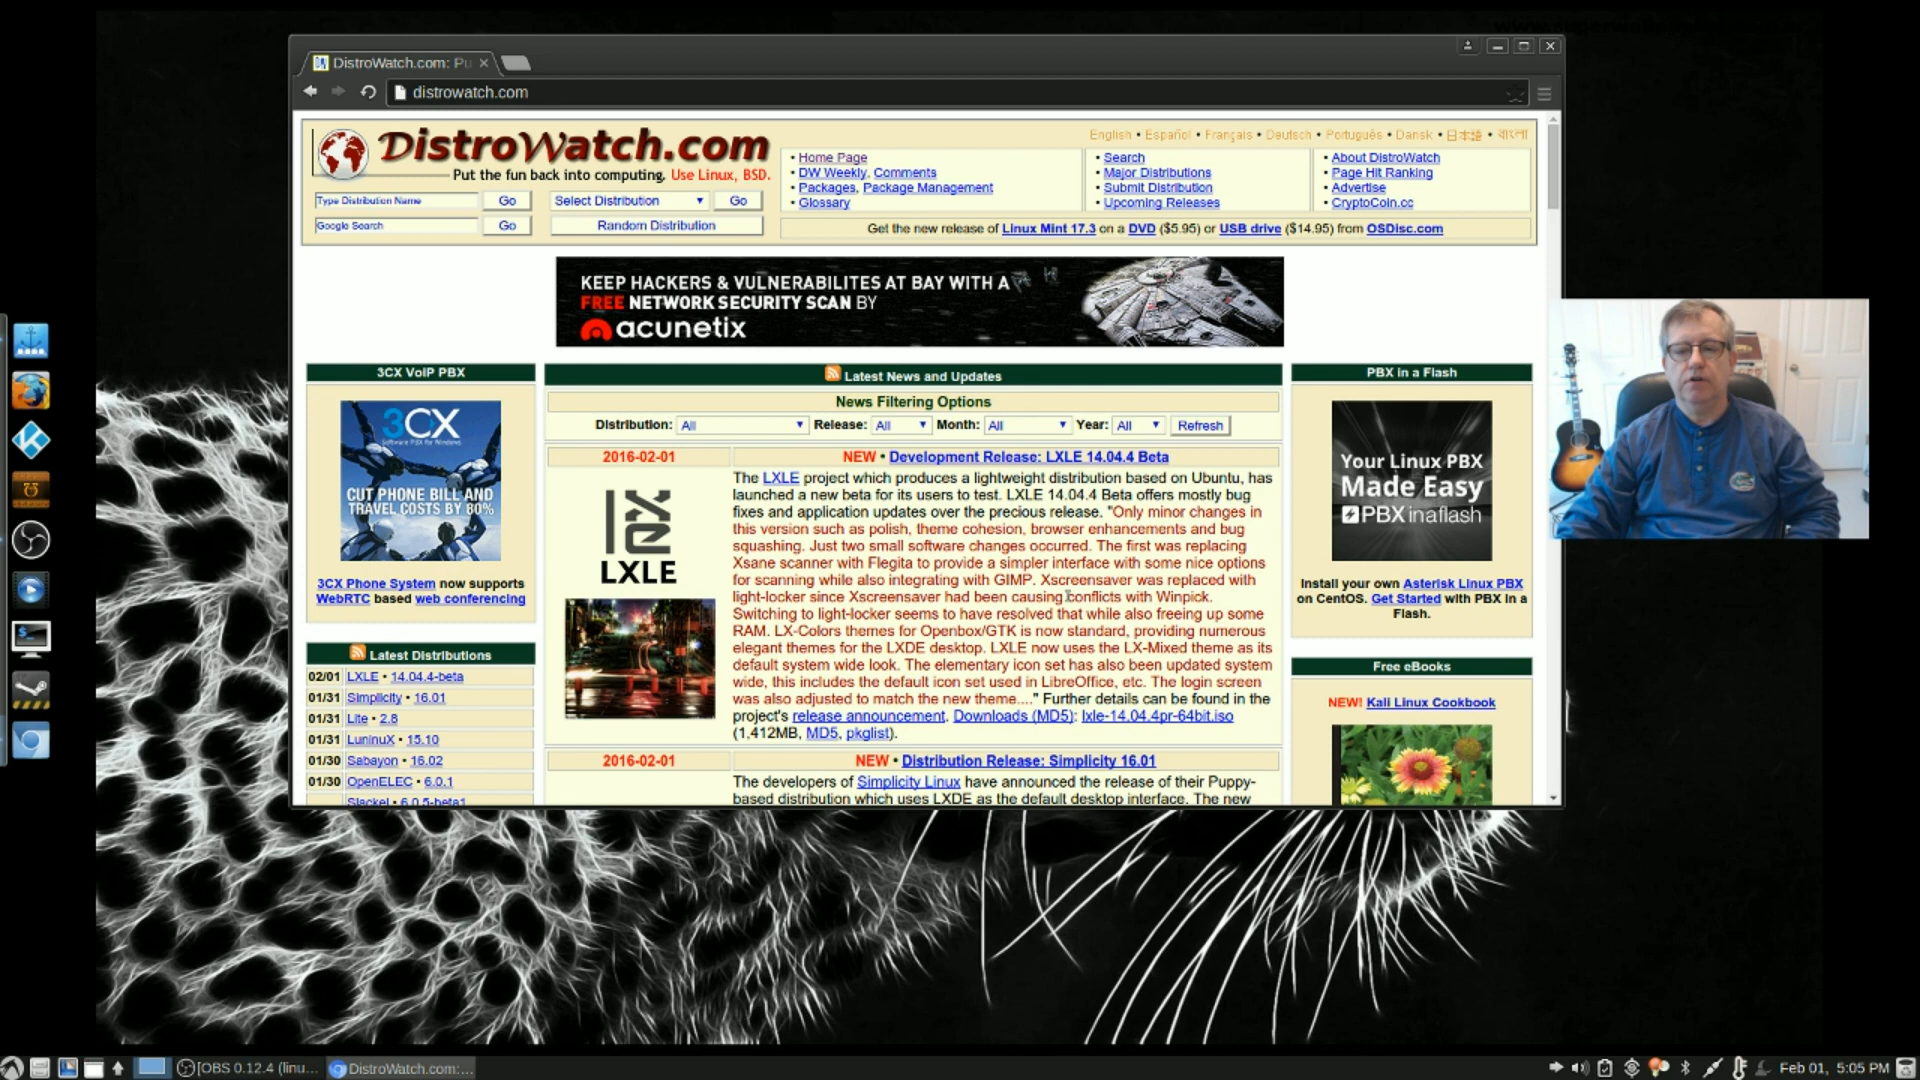 DistroWatch.com: Pu
distrowatch.com
DistroWatch.com
Put the fun back into computing. Use Linux, BSD.
English • Español • Français • Deutsch • Português • Dansk • 日本語 • বাংলা
Type Distribution Name Go Select Distribution Go
Google Search Go Random Distribution
• Home Page
• DW Weekly, Comments
• Packages, Package Management
• Glossary
• Search
• Major Distributions
• Submit Distribution
• Upcoming Releases
• About DistroWatch
• Page Hit Ranking
• Advertise
• CryptoCoin.cc
Get the new release of Linux Mint 17.3 on a DVD ($5.95) or USB drive ($14.95) from OSDisc.com
KEEP HACKERS & VULNERABILITES AT BAY WITH A
FREE NETWORK SECURITY SCAN BY
acunetix
3CX VoIP PBX
3CX
Software PBX for Windows
CUT PHONE BILL AND
TRAVEL COSTS BY 80%
3CX Phone System now supports
WebRTC based web conferencing
Latest Distributions
02/01 LXLE • 14.04.4-beta
01/31 Simplicity • 16.01
01/31 Lite • 2.8
01/31 LuninuX • 15.10
01/30 Sabayon • 16.02
01/30 OpenELEC • 6.0.1
Slackel • 6.0.5-beta1
Latest News and Updates
News Filtering Options
Distribution: All Release: All Month: All Year: All Refresh
2016-02-01 NEW • Development Release: LXLE 14.04.4 Beta
LXLE
The LXLE project which produces a lightweight distribution based on Ubuntu, has
launched a new beta for its users to test. LXLE 14.04.4 Beta offers mostly bug
fixes and application updates over the precious release. "Only minor changes in
this version such as polish, theme cohesion, browser enhancements and bug
squashing. Just two small software changes occurred. The first was replacing
Xsane scanner with Flegita to provide a simpler interface with some nice options
for scanning while also integrating with GIMP. Xscreensaver was replaced with
light-locker since Xscreensaver had been causing conflicts with Winpick.
Switching to light-locker seems to have resolved that while also freeing up some
RAM. LX-Colors themes for Openbox/GTK is now standard, providing numerous
elegant themes for the LXDE desktop. LXLE now uses the LX-Mixed theme as its
default system wide look. The elementary icon set has also been updated system
wide, this includes the default icon set used in LibreOffice, etc. The login screen
was also adjusted to match the new theme...." Further details can be found in the
project's release announcement. Downloads (MD5): lxle-14.04.4pr-64bit.iso
(1,412MB, MD5, pkglist).
2016-02-01 NEW • Distribution Release: Simplicity 16.01
The developers of Simplicity Linux have announced the release of their Puppy-
based distribution which uses LXDE as the default desktop interface. The new
PBX in a Flash
Your Linux PBX
Made Easy
PBX inaflash
Install your own Asterisk Linux PBX
on CentOS. Get Started with PBX in a
Flash.
Free eBooks
NEW! Kali Linux Cookbook
[OBS 0.12.4 (linu...
DistroWatch.com:...
Feb 01, 5:05 PM